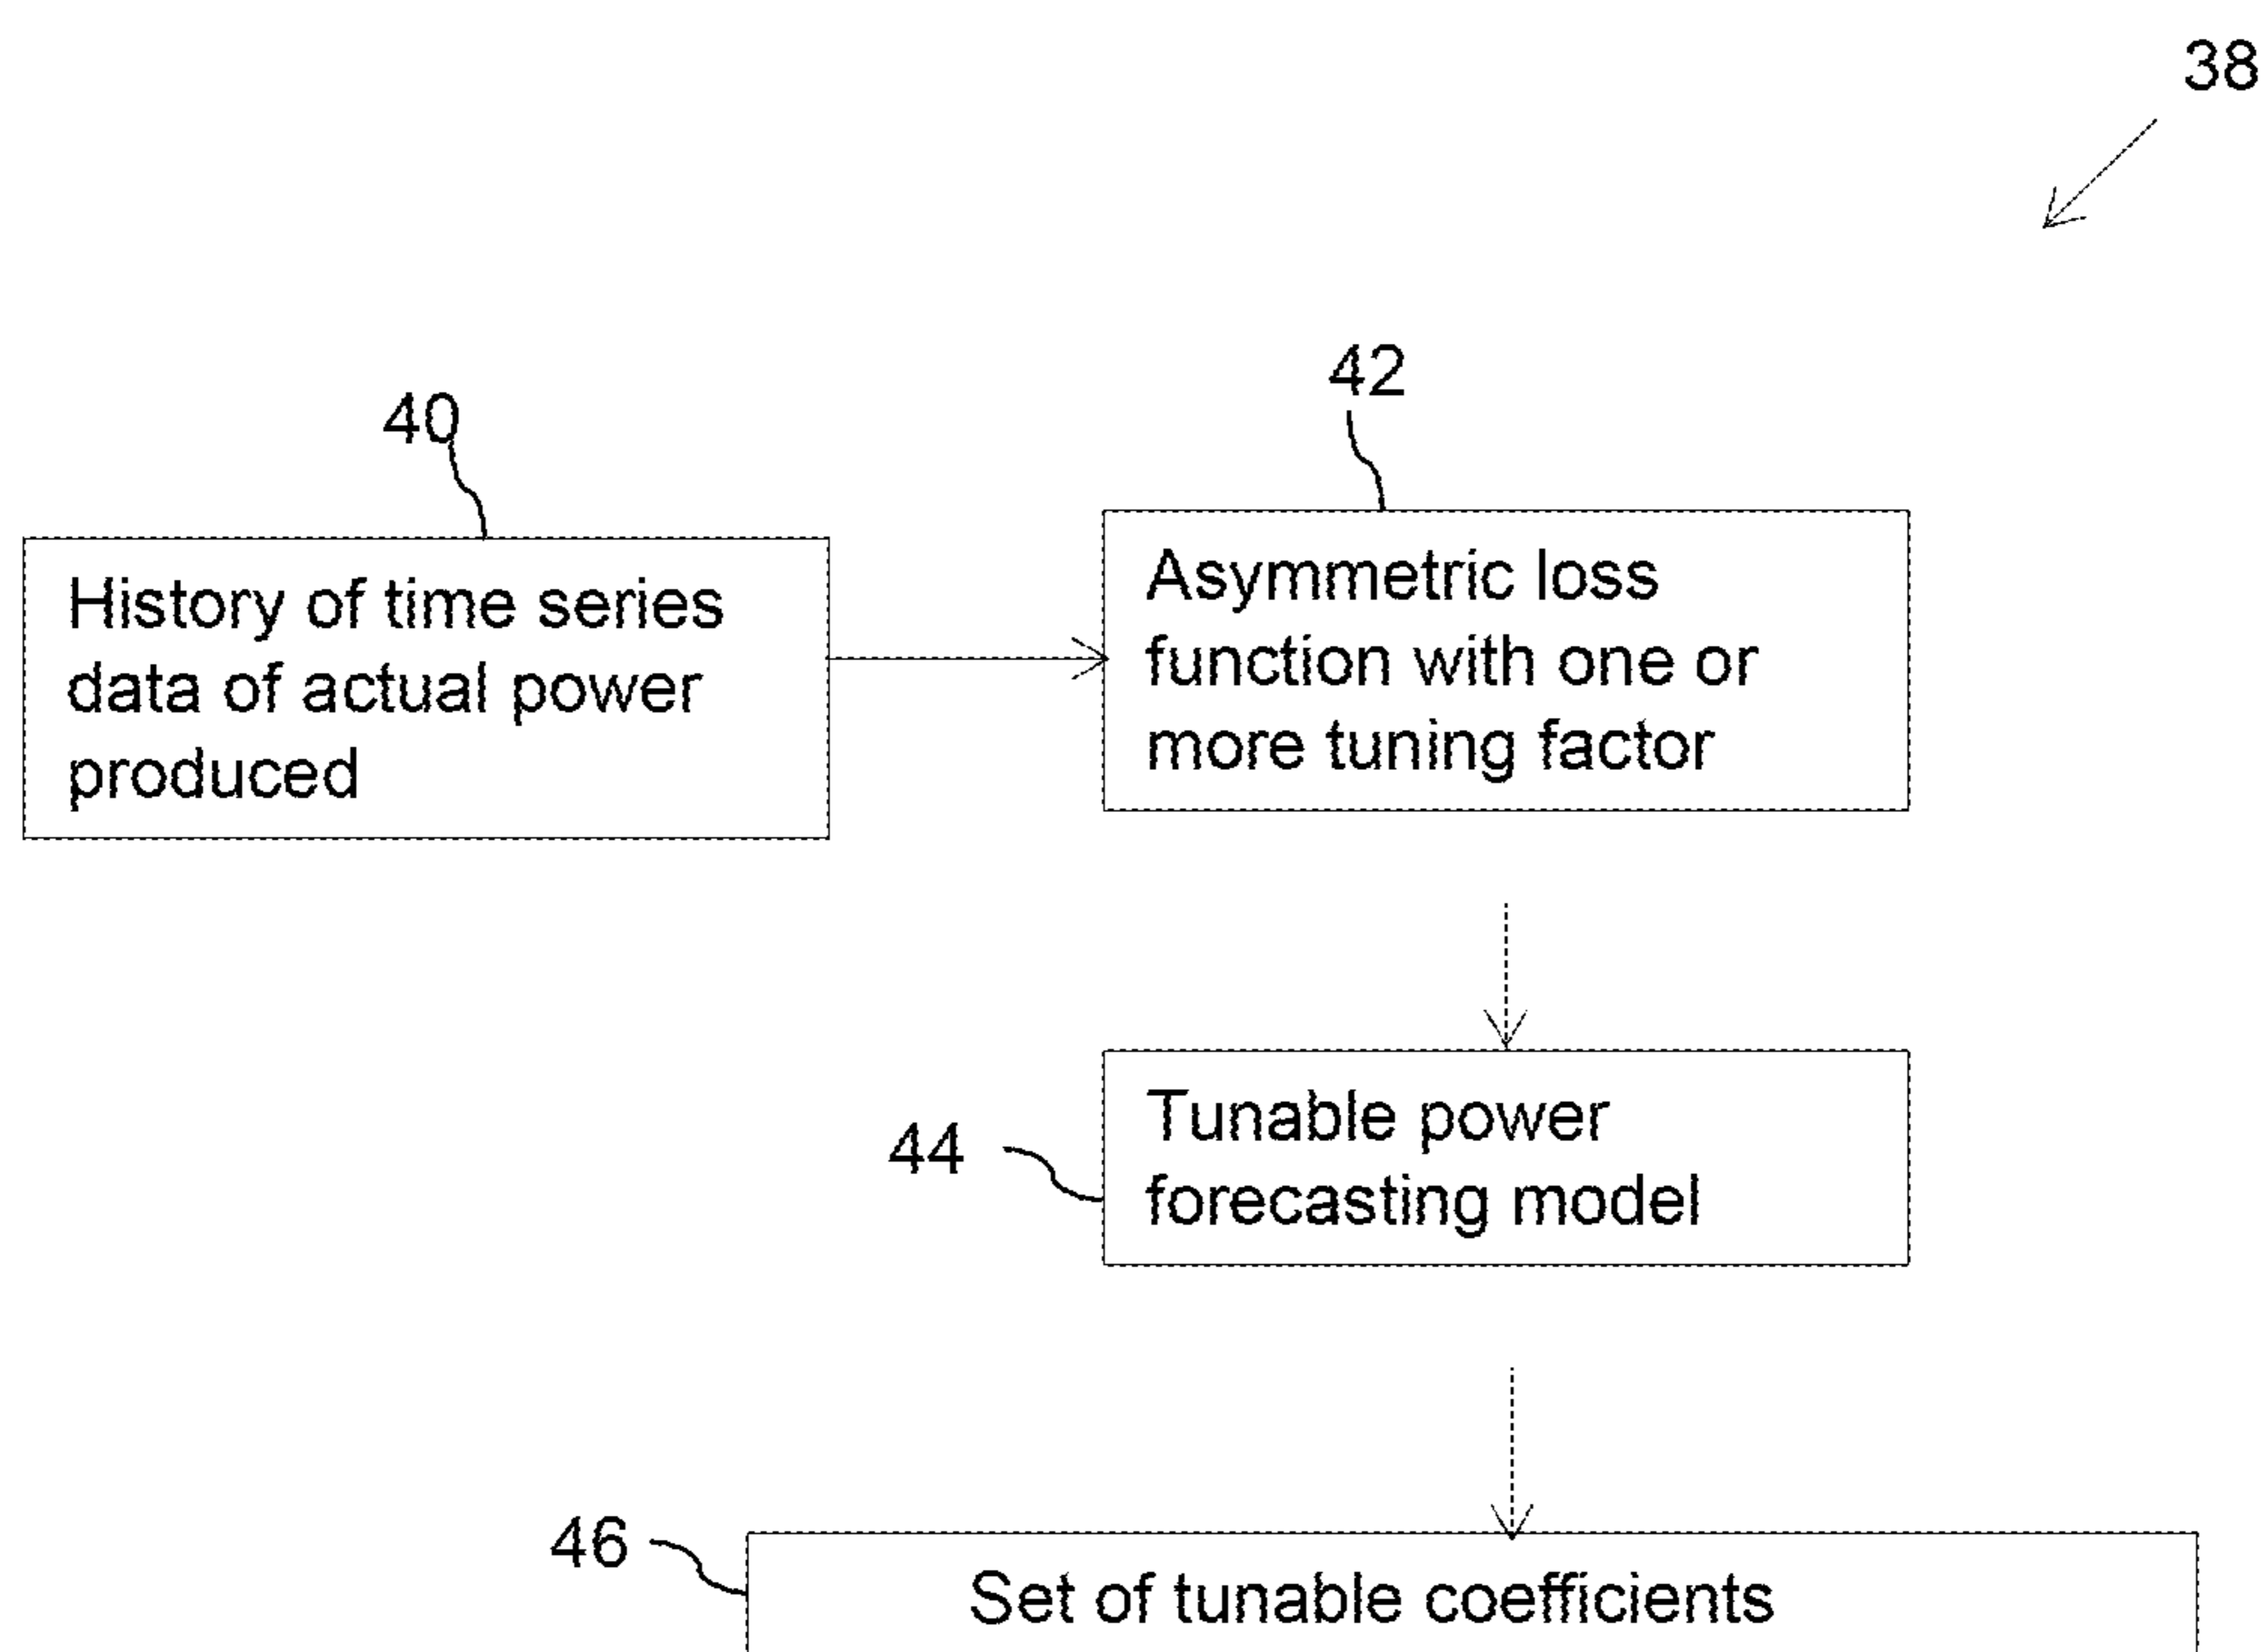 38
42
40
Asymmetric loss
function with one or
more tuning factor
History of time series
data of actual power
produced
44
Tunable power
forecasting model
46
Set of tunable coefficients